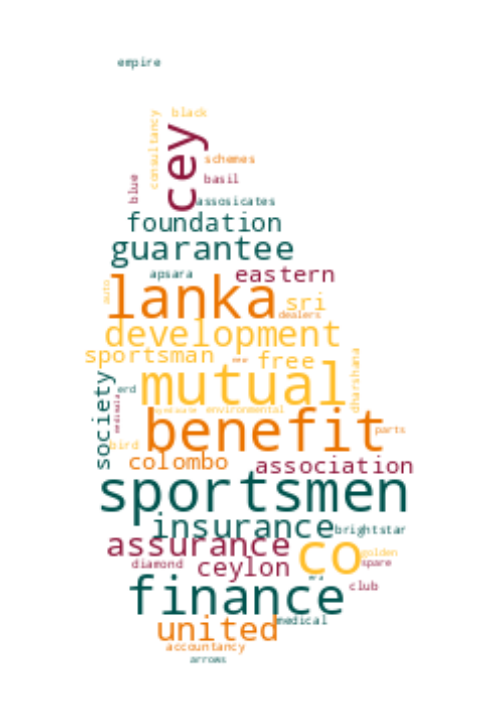 empire
black
consultancy
cey
schemes
basil
blue
assosicates
foundation
guarantee
apsara
eastern
auto
lanka
sri
dealers
development
sportsman
free
dharshana
society
erd
mutual
environmental
benefit
parts
bird
colombo
association
sportsmen
insurance
brightstar
assurance
co
golden
diamond
ceylon
spare
club
finance
united
medical
accountancy
arrows